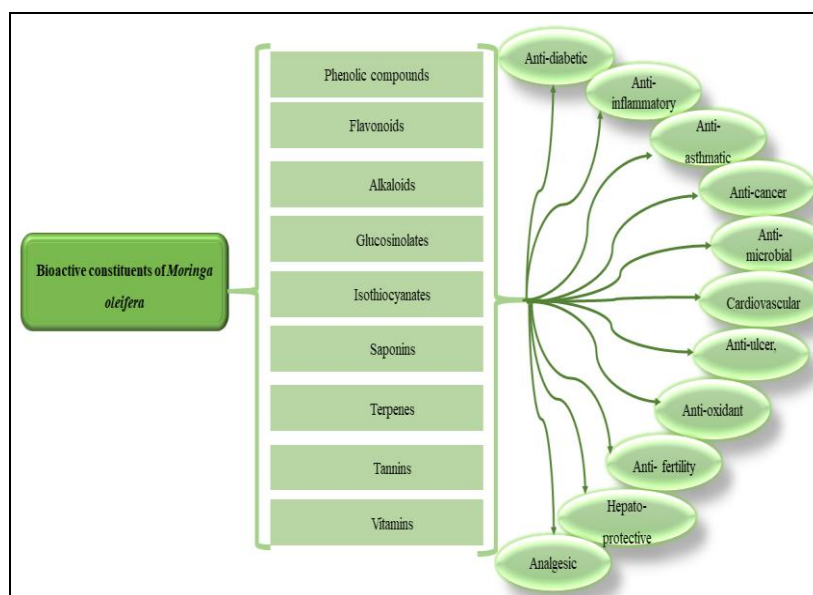 Bioactive constituents of Moringa
oleifera
Phenolic compounds
Flavonoids
Alkaloids
Glucosinolates
Isothiocyanates
Saponins
Terpenes
Tannins
Vitamins
Anti-diabetic
Anti-
inflammatory
Anti-
asthmatic
Anti-cancer
Anti-
microbial
Cardiovascular
Anti-ulcer,
Anti-oxidant
Anti- fertility
Hepato-
protective
Analgesic